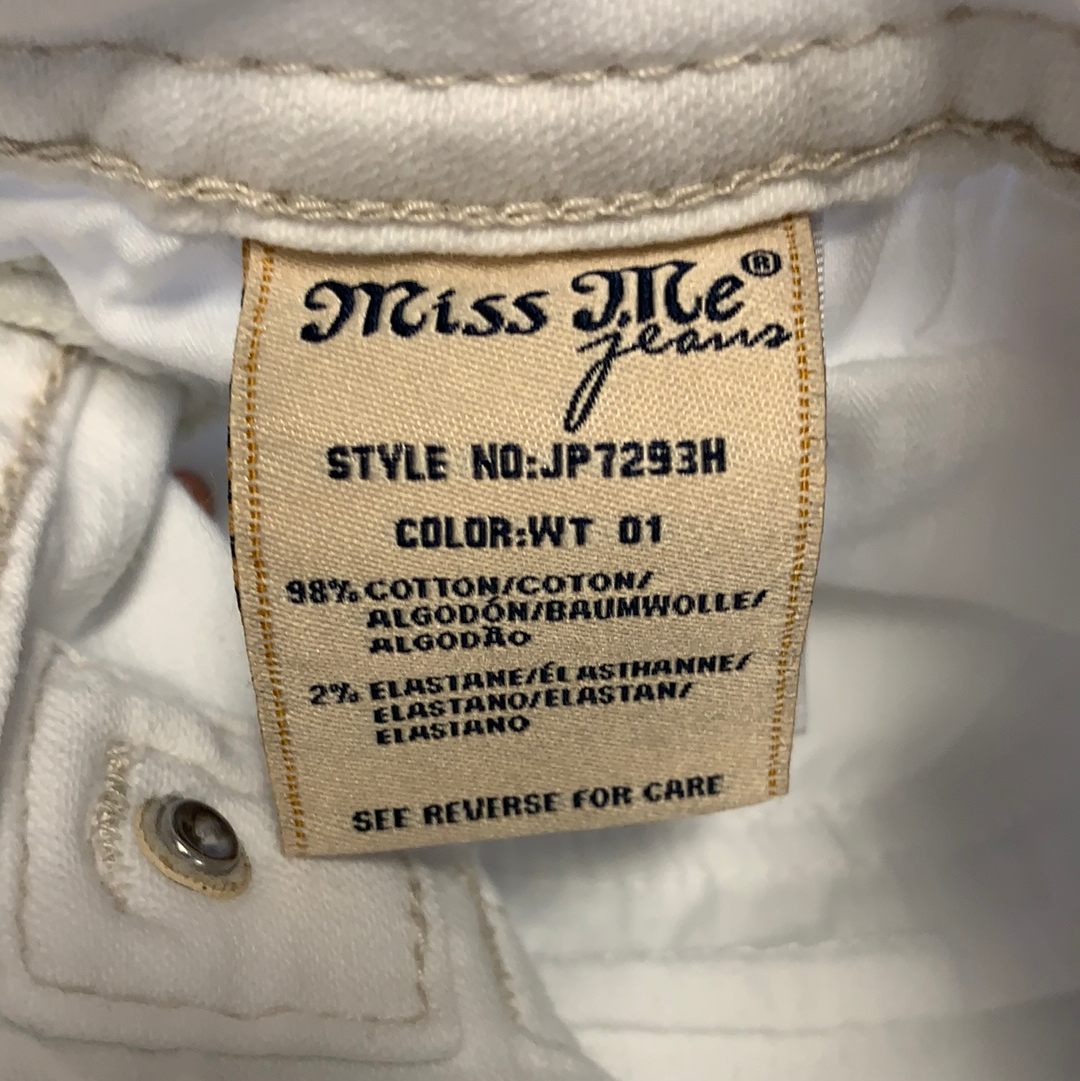 Miss Me®
jeans
STYLE NO:JP7293H
COLOR:WT 01
98% COTTON/COTON/
ALGODÓN/BAUMWOLLE/
ALGODÃO
2% ELASTANE/ÉLASTHANNE/
ELASTANO/ELASTAN/
ELASTANO
SEE REVERSE FOR CARE